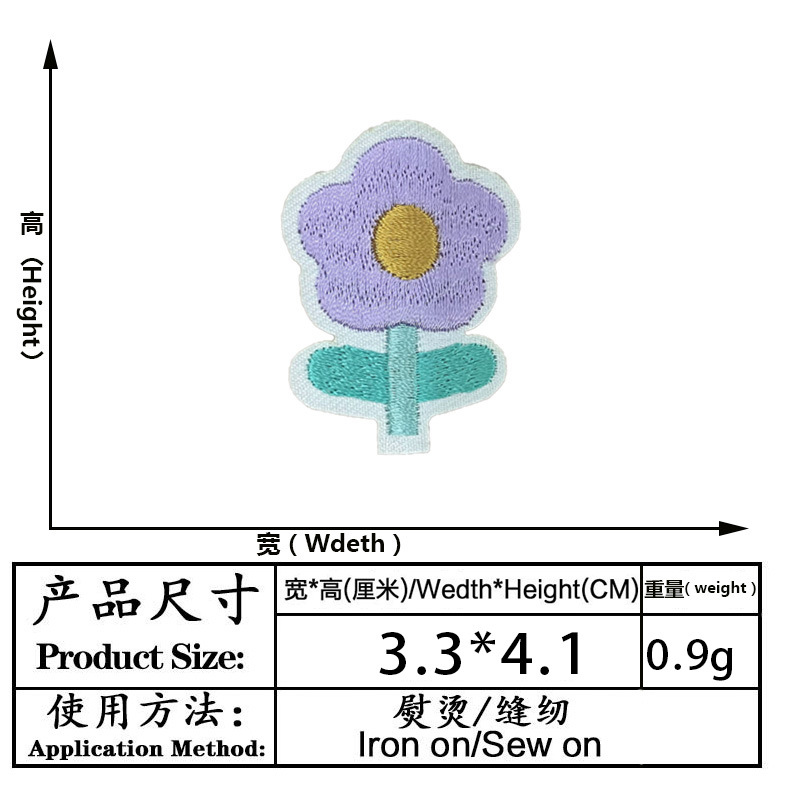 高（Height）
宽（Wdeth）
产品尺寸
Product Size:
宽*高(厘米)/Wedth*Height(CM)
重量( weight )
3.3*4.1
0.9g
使用方法：
Application Method:
熨烫/缝纫
Iron on/Sew on